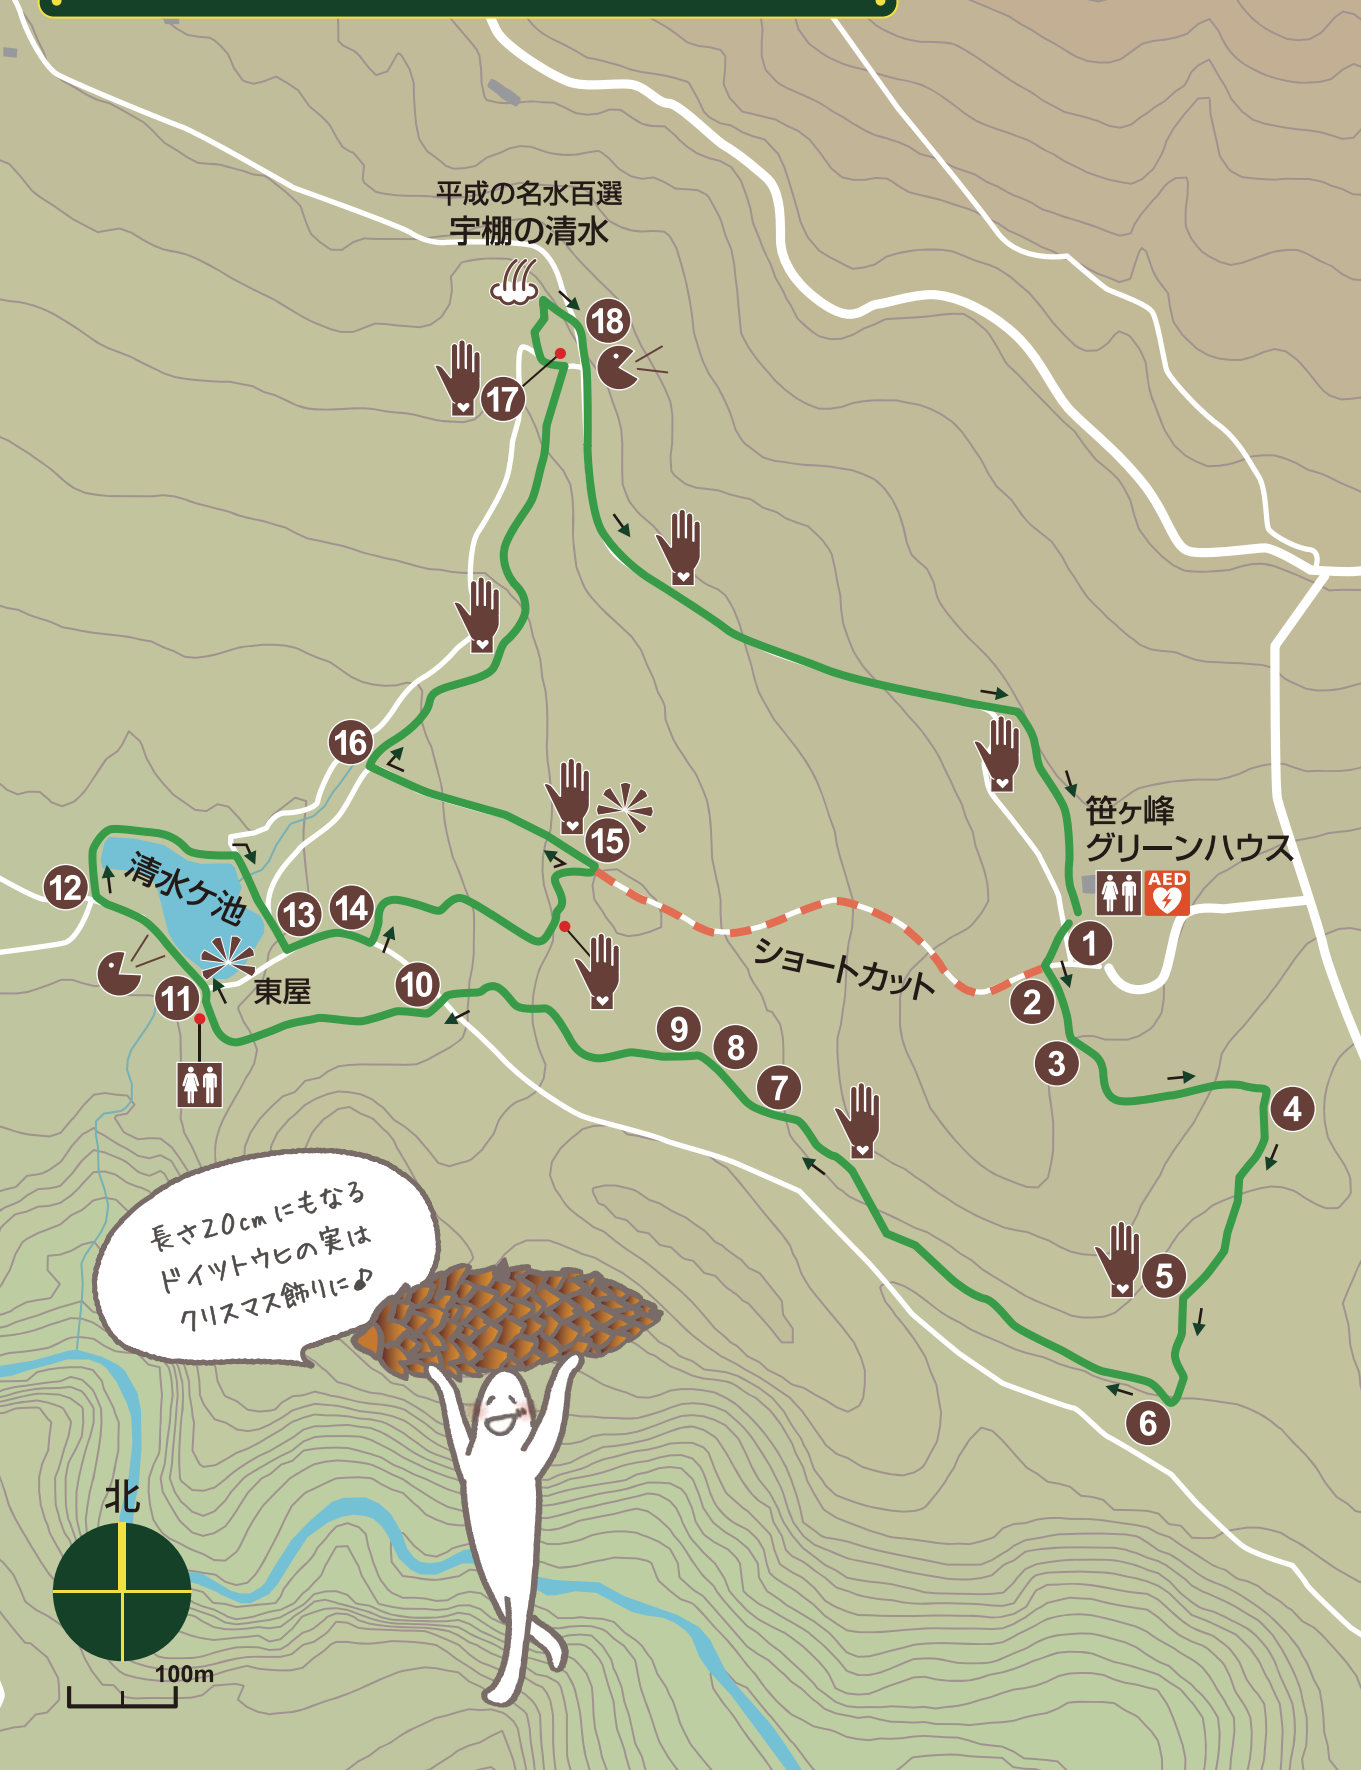 平成の名水百選
宇棚の清水
18
17
16
15
笹ヶ峰
グリーンハウス
AED
清水ケ池
12
13
14
1
ショートカット
東屋
10
11
2
9
8
3
7
4
5
6
長さ20cmにもなる
ドイツトウヒの実は
クリスマス飾りに♪
北
100m